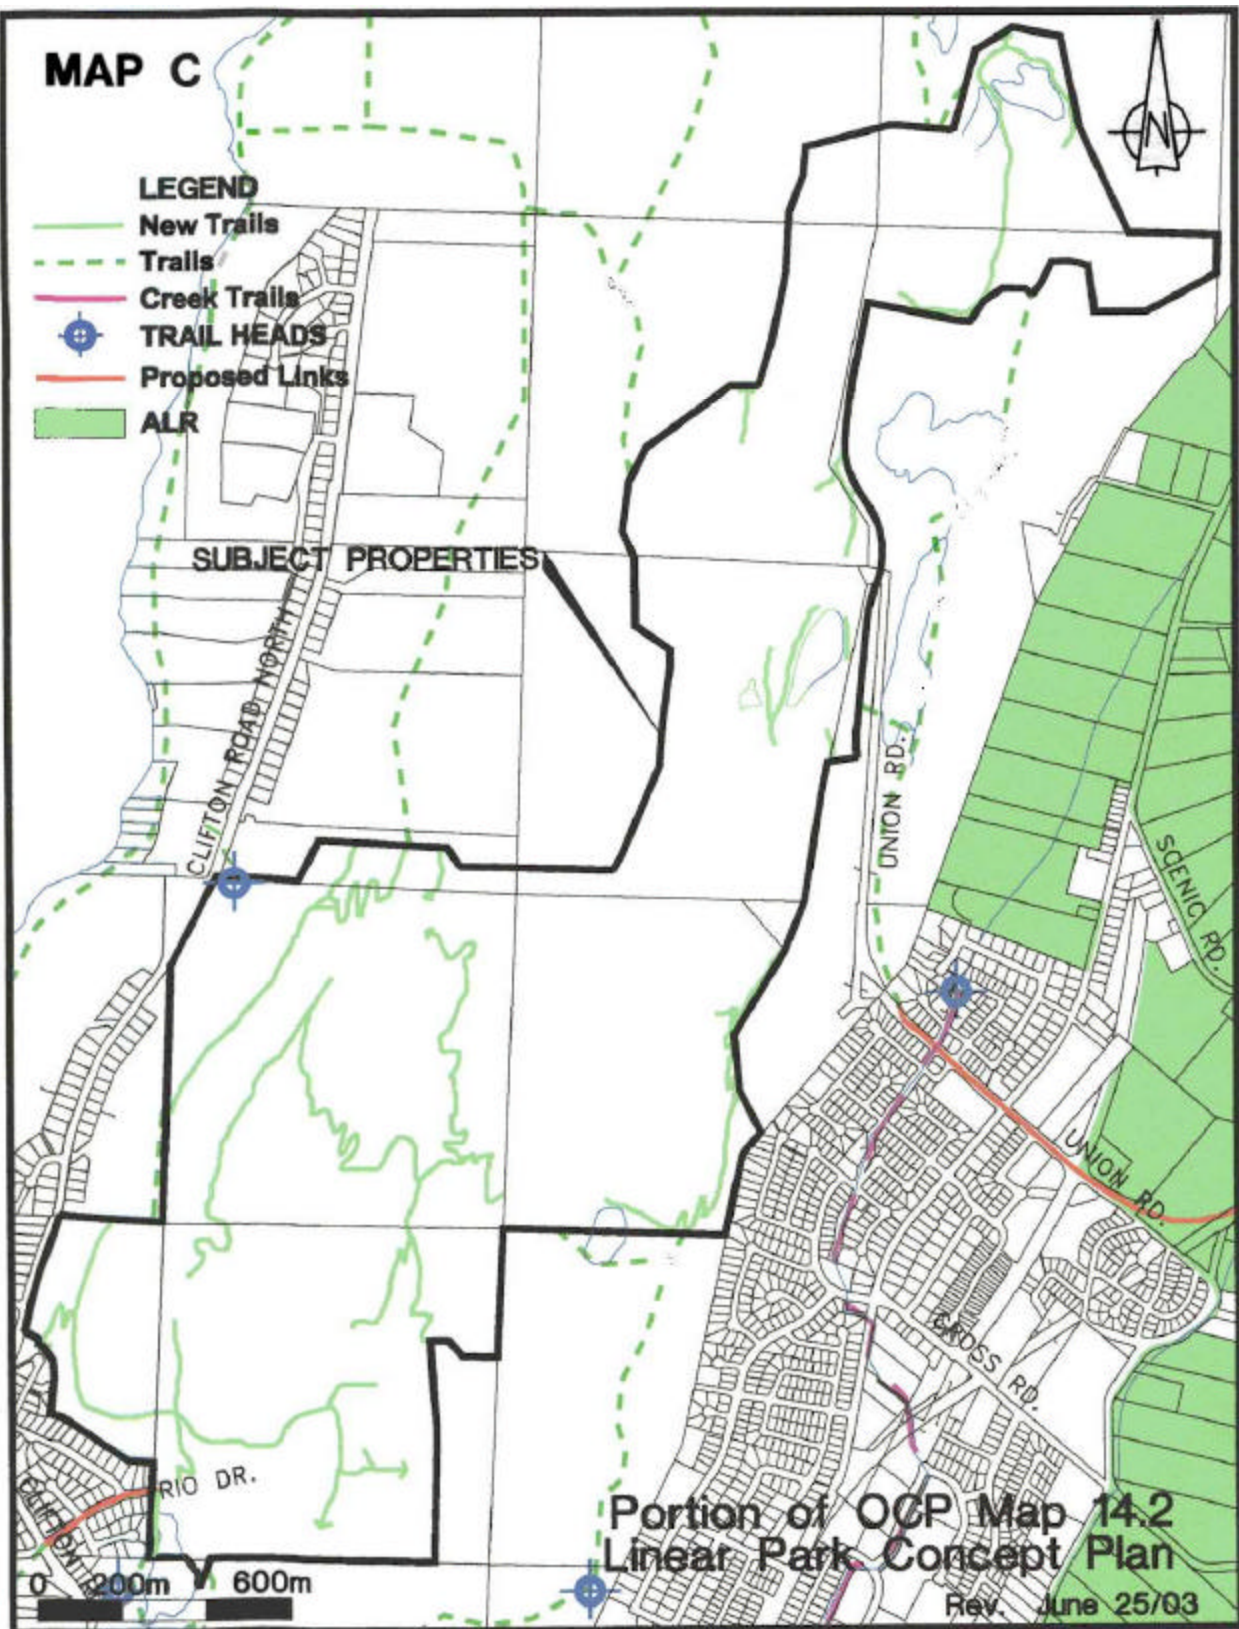 MAP C
N
LEGEND
New Trails
Trails
Creek Trails
TRAIL HEADS
Proposed Links
ALR
SUBJECT PROPERTIES
CLIFTON ROAD NORTH
UNION RD.
SCENIC RD.
UNION RD.
CROSS RD.
RIO DR.
CLIFTON
Portion of OCP Map 14.2
Linear Park Concept Plan
0 200m 600m
Rev. June 25/03